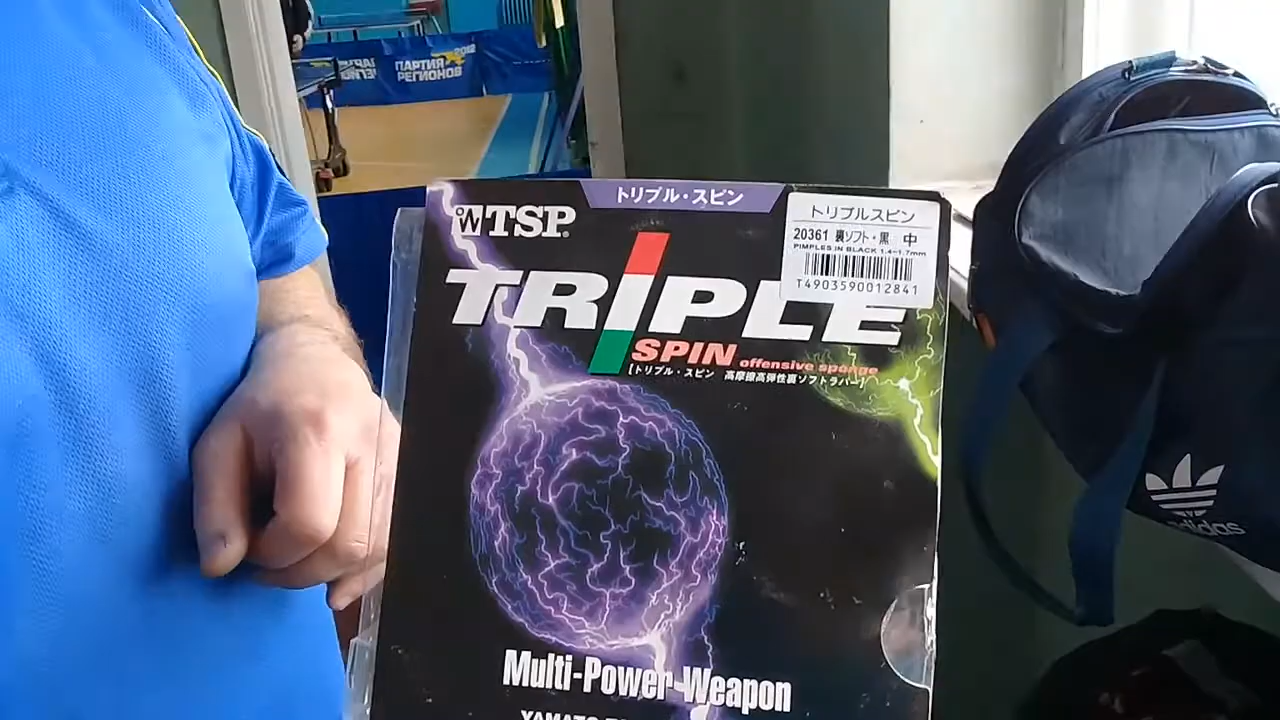 ПАРТИЯ
РЕГИОНОВ
2012
トリプル・スピン
TSP
トリプルスピン
20361 裏ソフト・黒 中
PIMPLES IN BLACK 1.4~1.7mm
T4903590012841
TRIPLE
SPIN offensive sponge
[トリプル・スピン 高摩擦高弾性裏ソフトラバー]
Multi-Power-Weapon
adidas